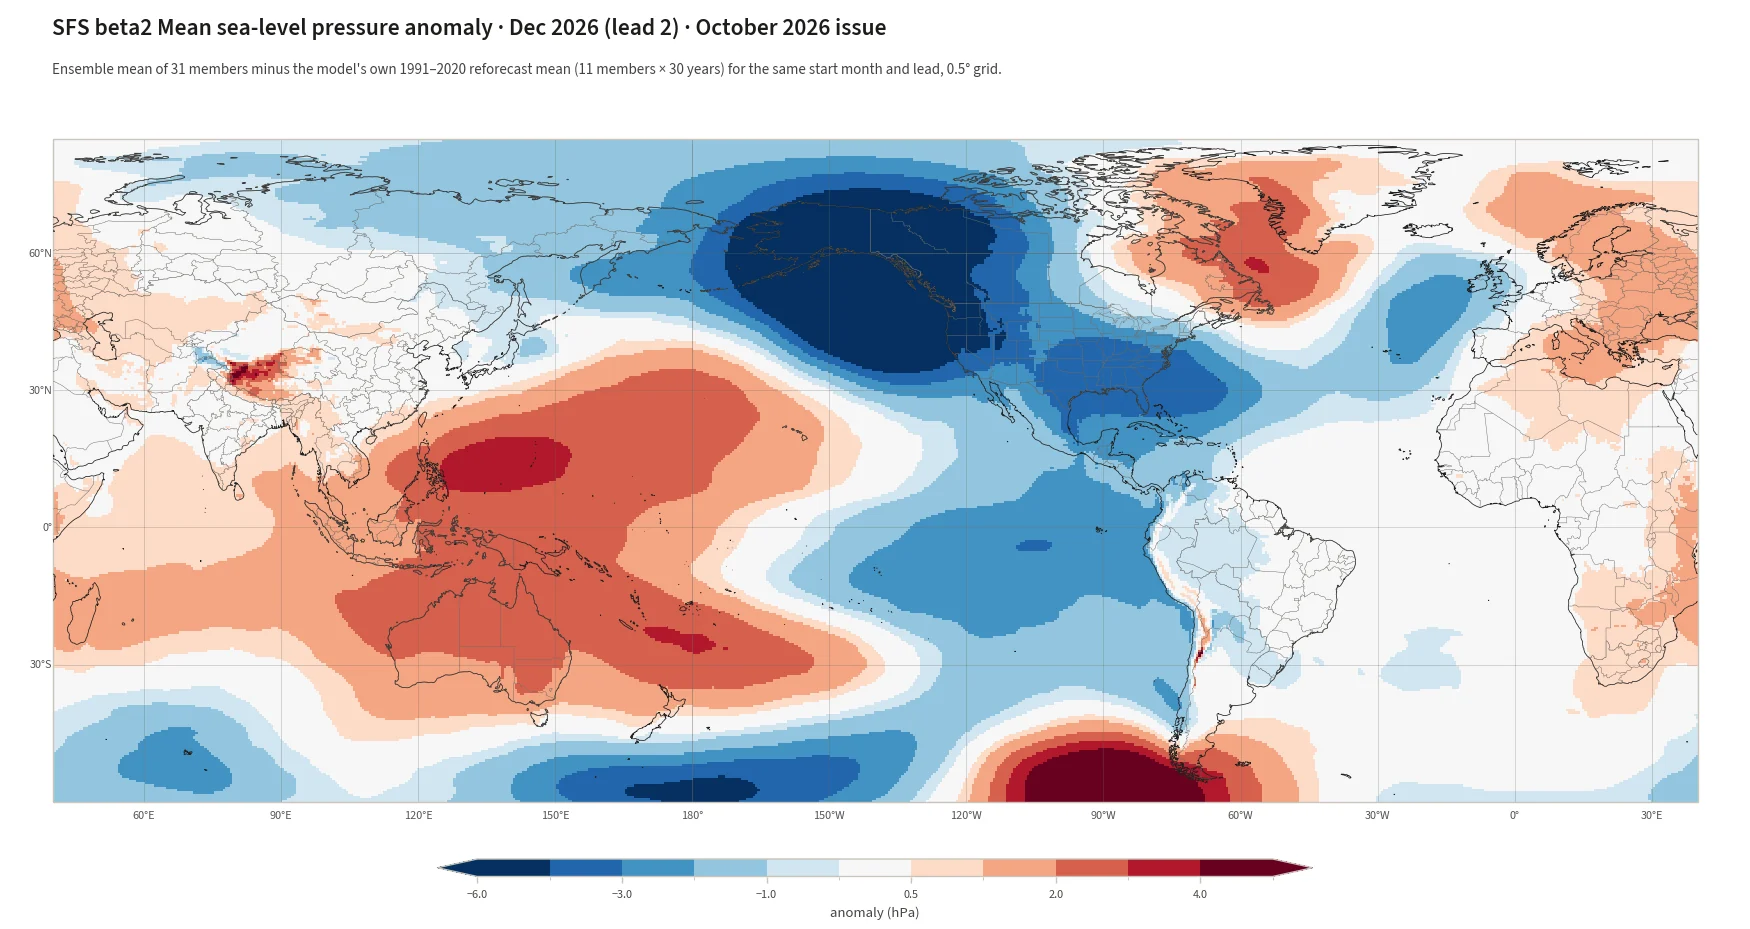 SFS beta2 Mean sea-level pressure anomaly · Dec 2026 (lead 2) · October 2026 issue
Ensemble mean of 31 members minus the model's own 1991–2020 reforecast mean (11 members × 30 years) for the same start month and lead, 0.5° grid.
60°N
30°N
0°
30°S
60°E 90°E 120°E 150°E 180° 150°W 120°W 90°W 60°W 30°W 0° 30°E
−6.0 −3.0 −1.0 0.5 2.0 4.0
anomaly (hPa)